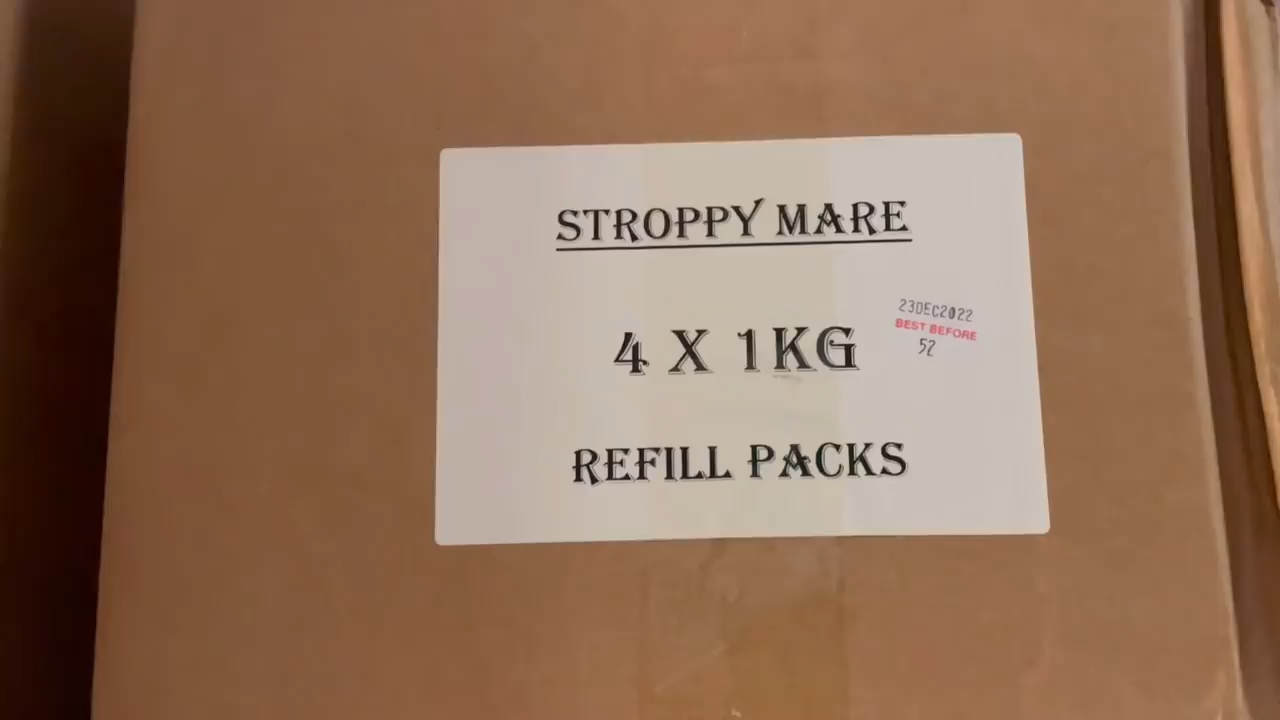 STROPPY MARE
23DEC2022
BEST BEFORE
52
4 X 1KG
REFILL PACKS